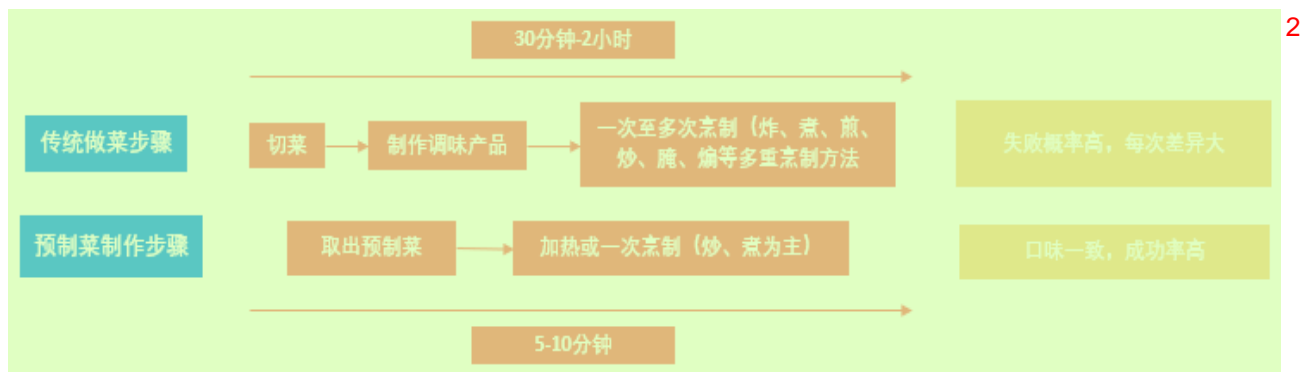 30分钟-2小时
2
传统做菜步骤
切菜
制作调味产品
一次至多次烹制（炸、煮、煎、
炒、腌、焗等多重烹制方法
失败概率高，每次差异大
预制菜制作步骤
取出预制菜
加热或一次烹制（炒、煮为主）
口味一致，成功率高
5-10分钟